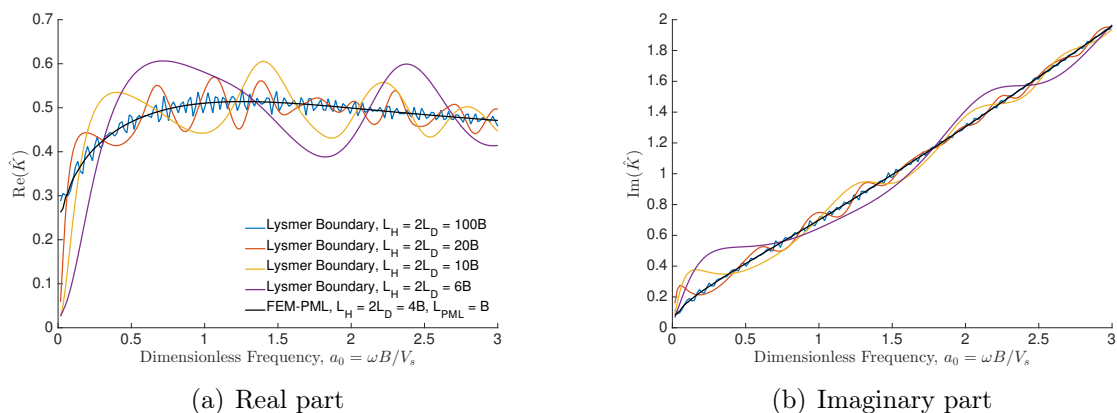 0.7
0.6
0.5
0.4
0.3
0.2
0.1
0
Re(K̂)
Lysmer Boundary, L_H = 2L_D = 100B
Lysmer Boundary, L_H = 2L_D = 20B
Lysmer Boundary, L_H = 2L_D = 10B
Lysmer Boundary, L_H = 2L_D = 6B
FEM-PML, L_H = 2L_D = 4B, L_PML = B
0 0.5 1 1.5 2 2.5 3
Dimensionless Frequency, a_0 = ωB/V_s
(a) Real part
2
1.8
1.6
1.4
1.2
1
0.8
0.6
0.4
0.2
0
Im(K̂)
0 0.5 1 1.5 2 2.5 3
Dimensionless Frequency, a_0 = ωB/V_s
(b) Imaginary part